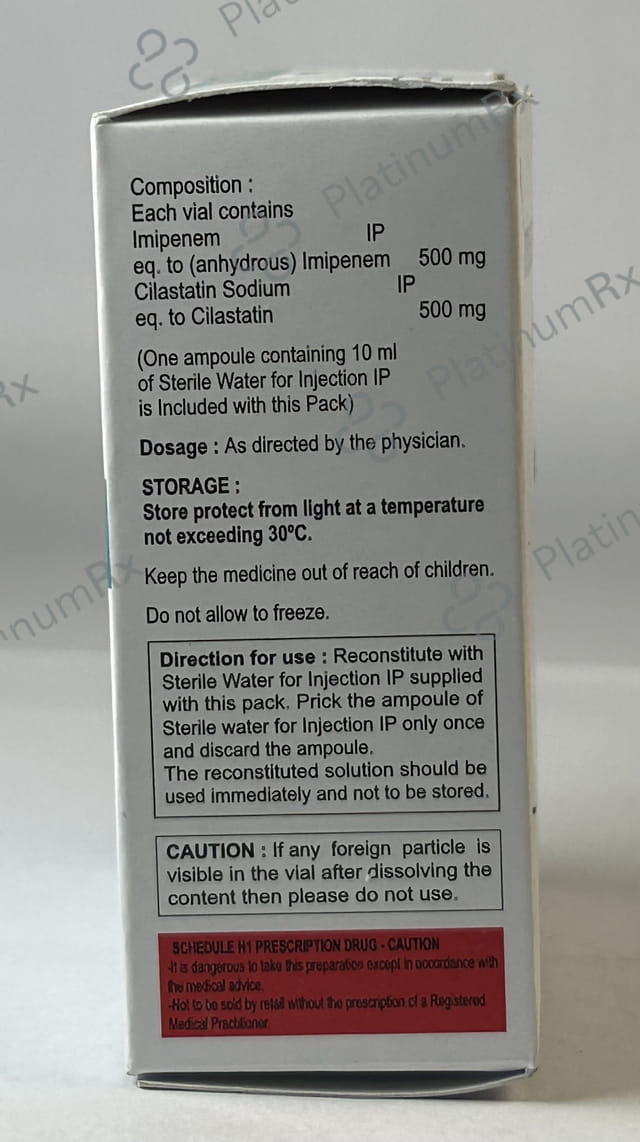 Composition :
Each vial contains
Imipenem IP
eq. to (anhydrous) Imipenem 500 mg
Cilastatin Sodium IP
eq. to Cilastatin 500 mg
(One ampoule containing 10 ml
of Sterile Water for Injection IP
is Included with this Pack)
Dosage : As directed by the physician.
STORAGE :
Store protect from light at a temperature
not exceeding 30ºC.
Keep the medicine out of reach of children.
Do not allow to freeze.
Direction for use : Reconstitute with
Sterile Water for Injection IP supplied
with this pack. Prick the ampoule of
Sterile water for Injection IP only once
and discard the ampoule.
The reconstituted solution should be
used immediately and not to be stored.
CAUTION : If any foreign particle is
visible in the vial after dissolving the
content then please do not use.
SCHEDULE H1 PRESCRIPTION DRUG - CAUTION
-It is dangerous to take this preparation except in accordance with
the medical advice.
-Not to be sold by retail without the prescription of a Registered
Medical Practitioner.
PlatinumRx
PlatinumRx